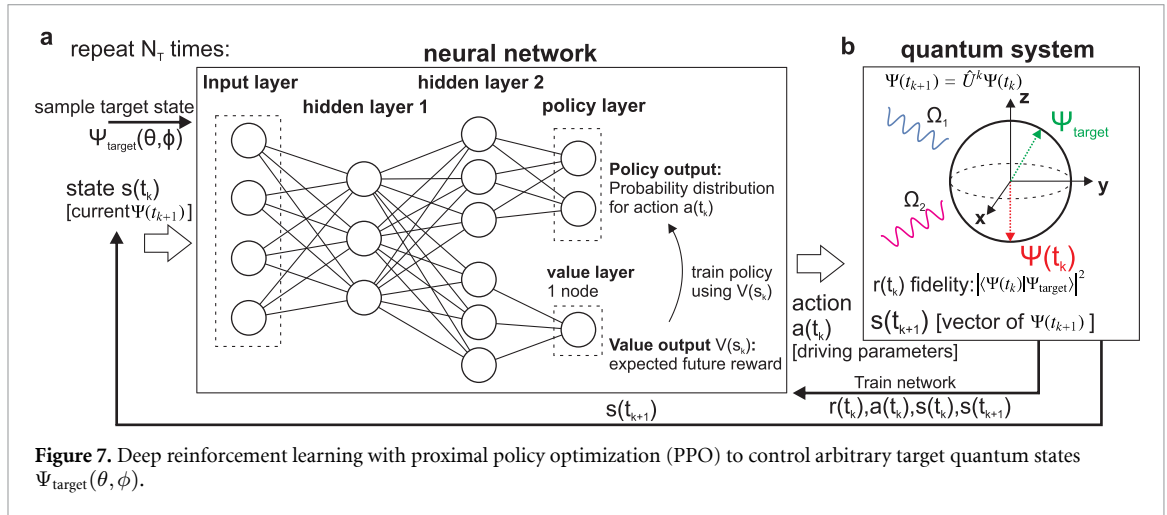 a
repeat N_T times:
neural network
Input layer
hidden layer 2
hidden layer 1
policy layer
sample target state
Ψ_target(θ,ϕ)
state s(t_k)
[current Ψ(t_{k+1})]
Policy output:
Probability distribution
for action a(t_k)
value layer
1 node
train policy
using V(s_k)
Value output V(s_k):
expected future reward
action
a(t_k)
[driving parameters]
b
quantum system
Ψ(t_{k+1}) = Û^kΨ(t_k)
z
Ω_1
Ψ_target
y
Ω_2
x
Ψ(t_k)
r(t_k) fidelity: |⟨Ψ(t_k)|Ψ_target⟩|^2
s(t_{k+1}) [vector of Ψ(t_{k+1}) ]
Train network
r(t_k),a(t_k),s(t_k),s(t_{k+1})
s(t_{k+1})
Figure 7. Deep reinforcement learning with proximal policy optimization (PPO) to control arbitrary target quantum states
Ψ_target(θ,ϕ).